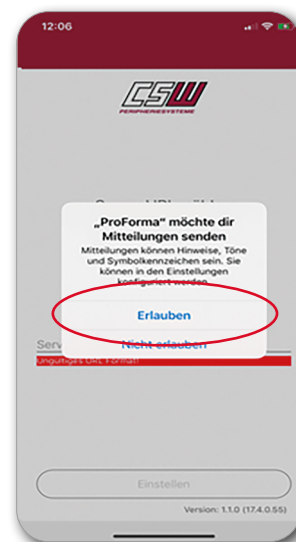 12:06
CSW
PERIPHERIESYSTEME
„ProForma“ möchte dir
Mitteilungen senden
Mitteilungen können Hinweise, Töne
und Symbolkennzeichen sein. Sie
können in den Einstellungen
konfiguriert werden.
Erlauben
Nicht erlauben
Serv
Ungültiges URL Format!
Einstellen
Version: 1.1.0 (17.4.0.55)